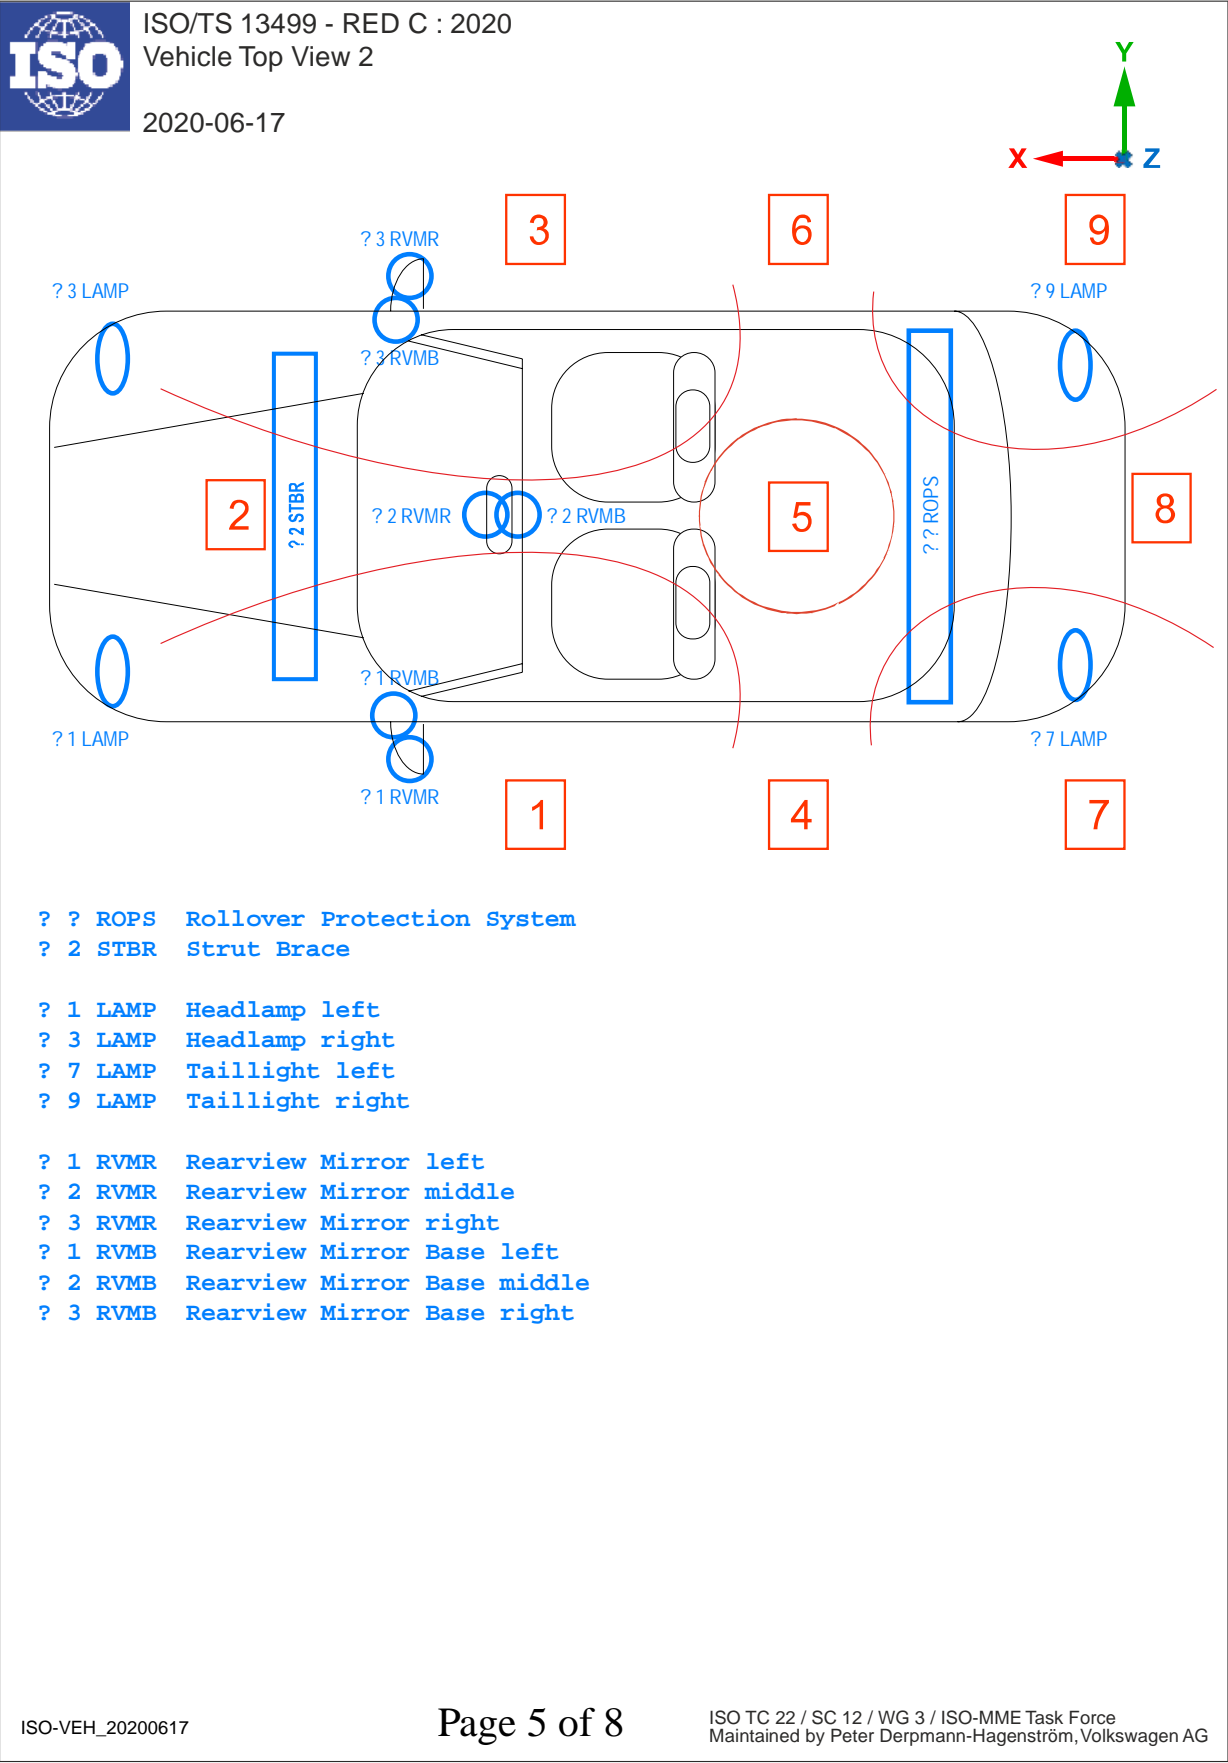 ISO
ISO/TS 13499 - RED C : 2020
Vehicle Top View 2
2020-06-17
Y
X
Z
3
6
9
? 3 RVMR
? 3 LAMP
? 9 LAMP
? 3 RVMB
2
? 2 STBR
? 2 RVMR
? 2 RVMB
5
? ? ROPS
8
? 1 RVMB
? 1 LAMP
? 7 LAMP
? 1 RVMR
1
4
7
? ? ROPS Rollover Protection System
? 2 STBR Strut Brace
? 1 LAMP Headlamp left
? 3 LAMP Headlamp right
? 7 LAMP Taillight left
? 9 LAMP Taillight right
? 1 RVMR Rearview Mirror left
? 2 RVMR Rearview Mirror middle
? 3 RVMR Rearview Mirror right
? 1 RVMB Rearview Mirror Base left
? 2 RVMB Rearview Mirror Base middle
? 3 RVMB Rearview Mirror Base right
ISO-VEH_20200617
Page 5 of 8
ISO TC 22 / SC 12 / WG 3 / ISO-MME Task Force
Maintained by Peter Derpmann-Hagenström, Volkswagen AG